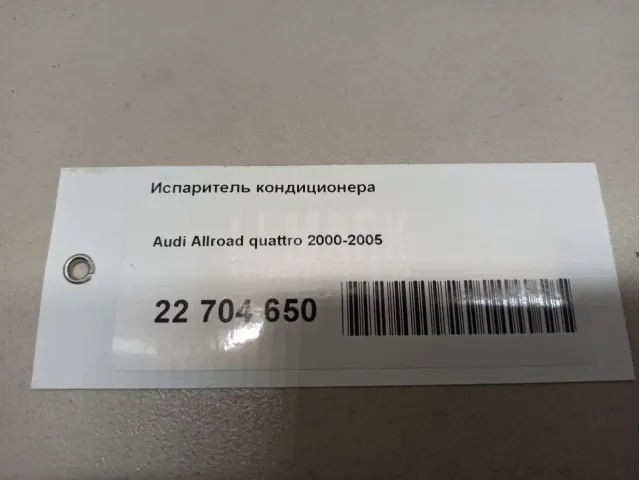 Испаритель кондиционера
Audi Allroad quattro 2000-2005
22 704 650